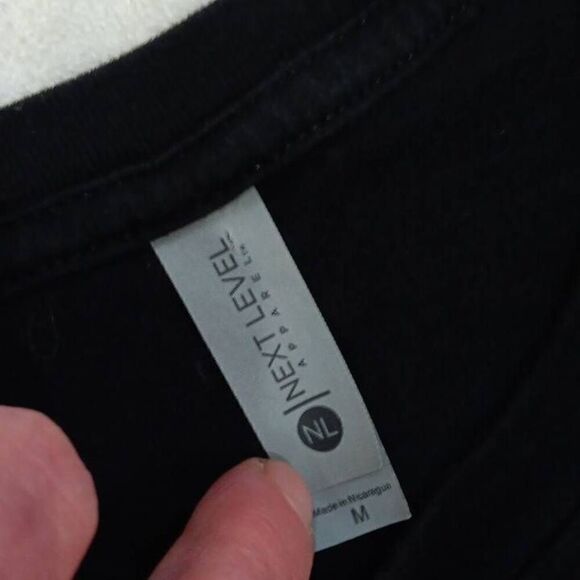 NL
NEXT LEVEL
APPAREL
Made in Nicaragua
M